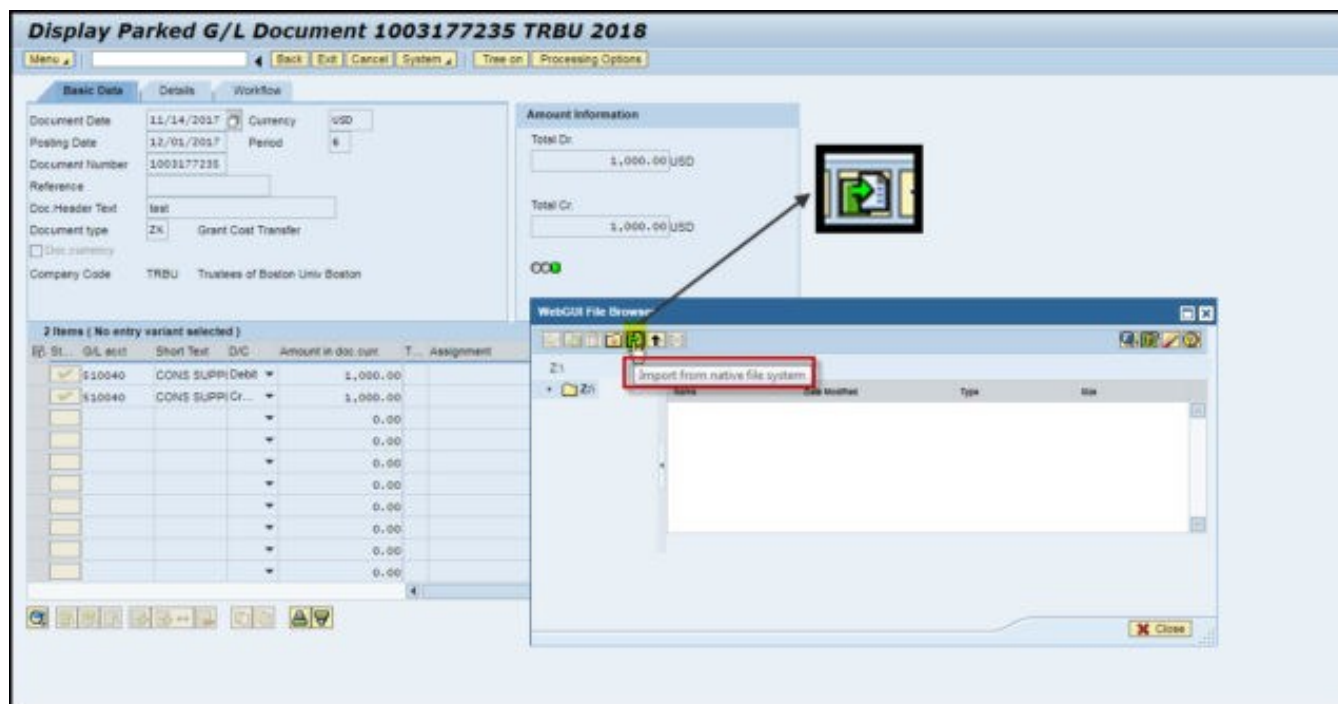 Display Parked G/L Document 1003177235 TRBU 2018
Menu Back Exit Cancel System Tree on Processing Options
Basic Data Details Workflow
Document Date 11/14/2017 Currency USD
Posting Date 12/01/2017 Period 6
Document Number 1003177235
Reference
Doc.Header Text test
Document type ZX Grant Cost Transfer
Doc.currency
Company Code TRBU Trustees of Boston Univ Boston
Amount Information
Total Dr.
1,000.00 USD
Total Cr.
1,000.00 USD
2 Items ( No entry variant selected )
St... G/L acct Short Text D/C Amount in doc.curr. T... Assignment
510040 CONS SUPPI Debit 1,000.00
510040 CONS SUPPI Cr... 1,000.00
0.00
0.00
0.00
0.00
0.00
0.00
0.00
0.00
WebGUI File Browser
Z:\
Import from native file system
Z:\
Name Date Modified Type Size
Close